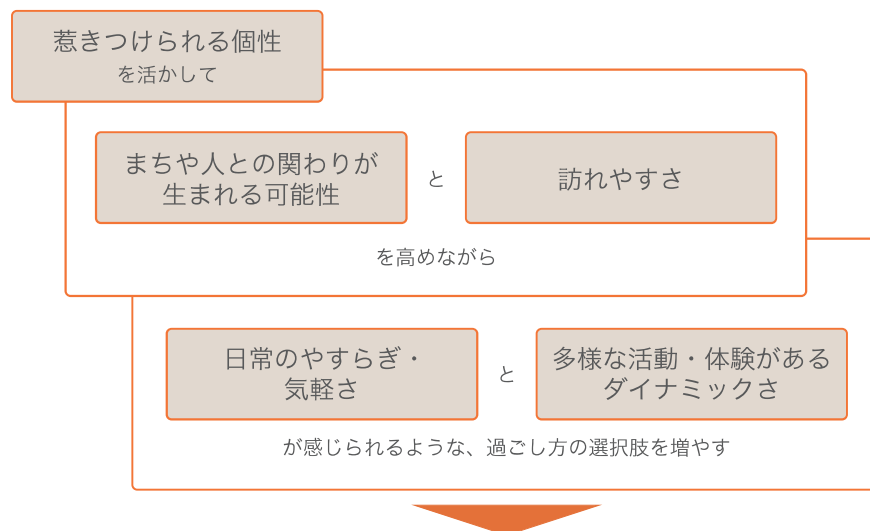 惹きつけられる個性
を活かして
まちや人との関わりが
生まれる可能性
と
訪れやすさ
を高めながら
日常のやすらぎ・
気軽さ
と
多様な活動・体験がある
ダイナミックさ
が感じられるような、過ごし方の選択肢を増やす